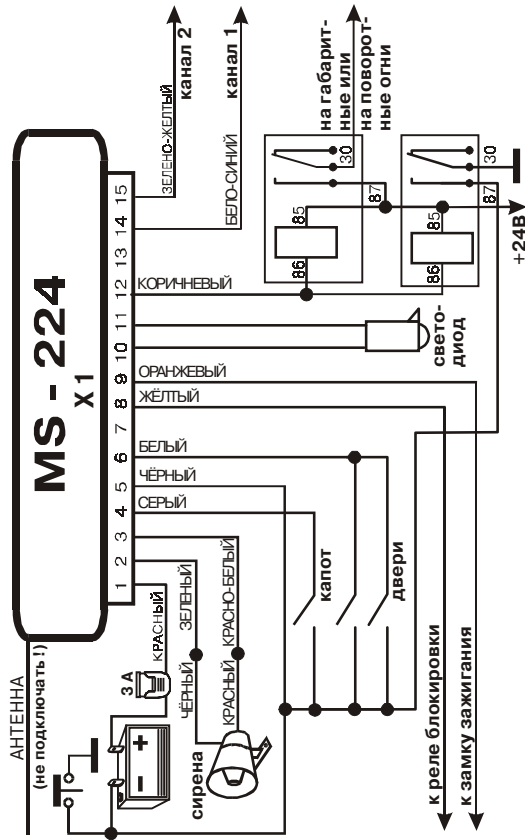 АНТЕННА
(не подключать !)
MS - 224
X 1
1 2 3 4 5 6 7 8 9 10 11 12 13 14 15
КРАСНЫЙ
3 А
ЗЕЛЕНЫЙ
ЧЁРНЫЙ
КРАСНО-БЕЛЫЙ
КРАСНЫЙ
СЕРЫЙ
ЧЁРНЫЙ
БЕЛЫЙ
ЖЁЛТЫЙ
ОРАНЖЕВЫЙ
КОРИЧНЕВЫЙ
БЕЛО-СИНИЙ
ЗЕЛЕНО-ЖЕЛТЫЙ
канал 2
канал 1
+
–
сирена
капот
двери
свето-
диод
86 85
87 30
на габарит-
ные или
на поворот-
ные огни
86 85
87 30
+24В
к реле блокировки
к замку зажигания